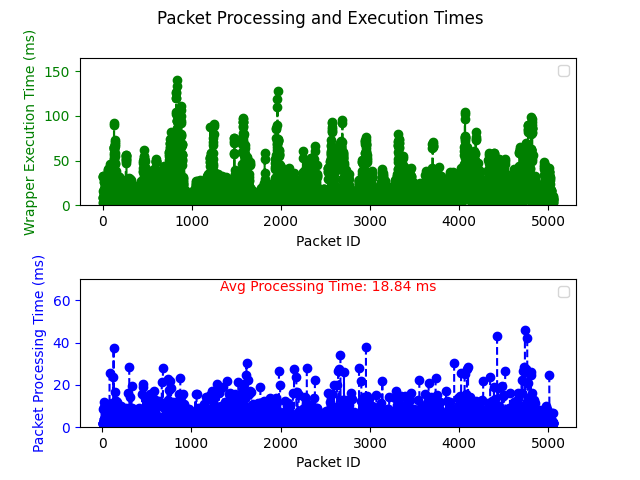 Packet Processing and Execution Times
Wrapper Execution Time (ms)
150
100
50
0
0 1000 2000 3000 4000 5000
Packet ID
Avg Processing Time: 18.84 ms
Packet Processing Time (ms)
60
40
20
0
0 1000 2000 3000 4000 5000
Packet ID